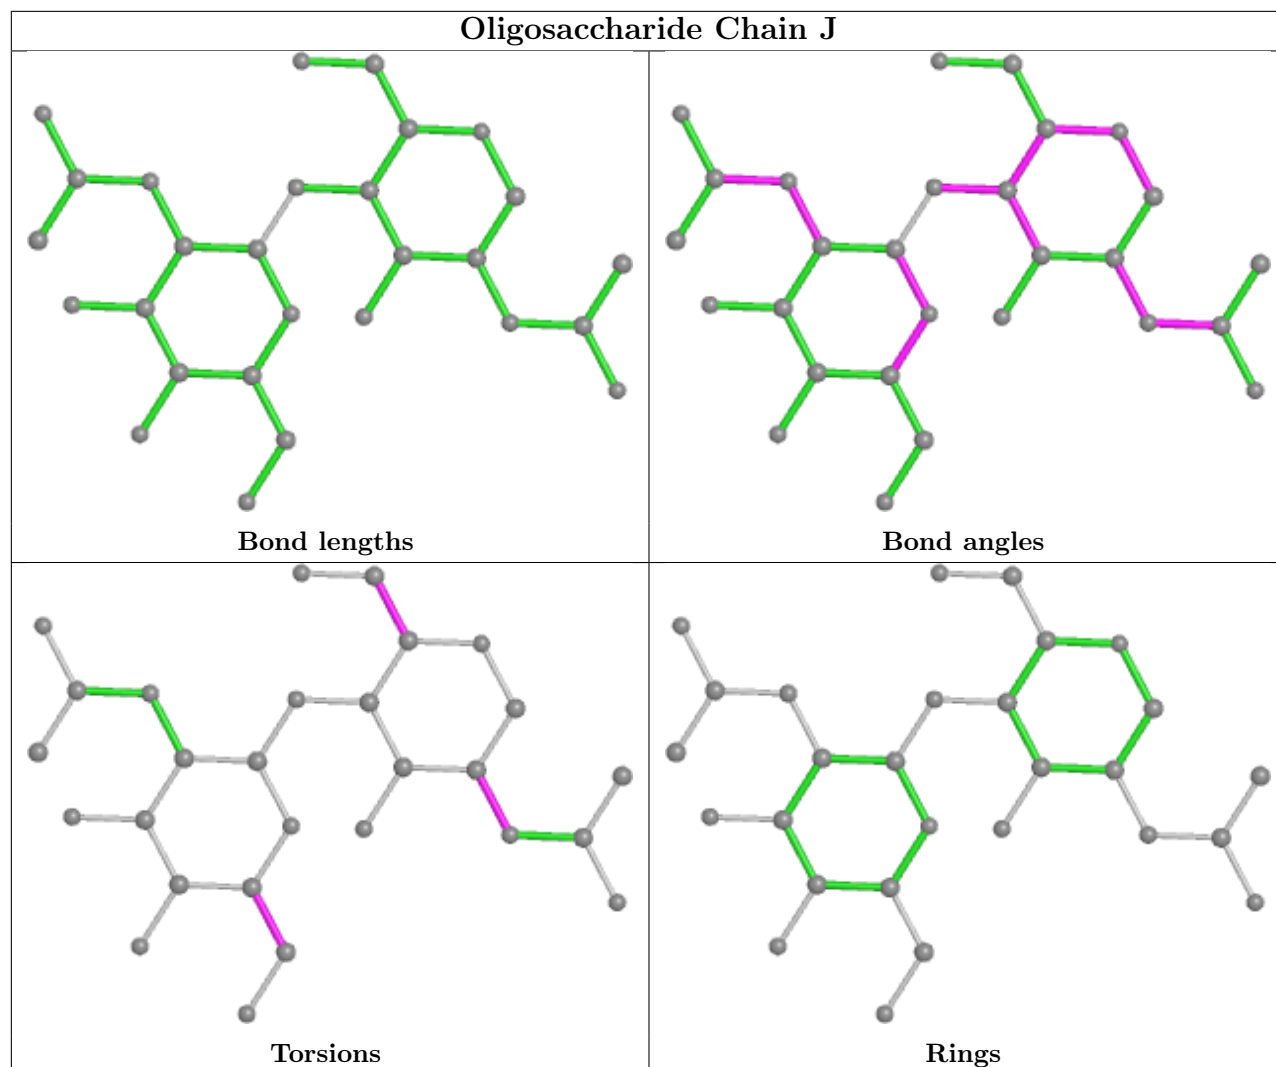 Oligosaccharide Chain J
Bond lengths
Bond angles
Torsions
Rings